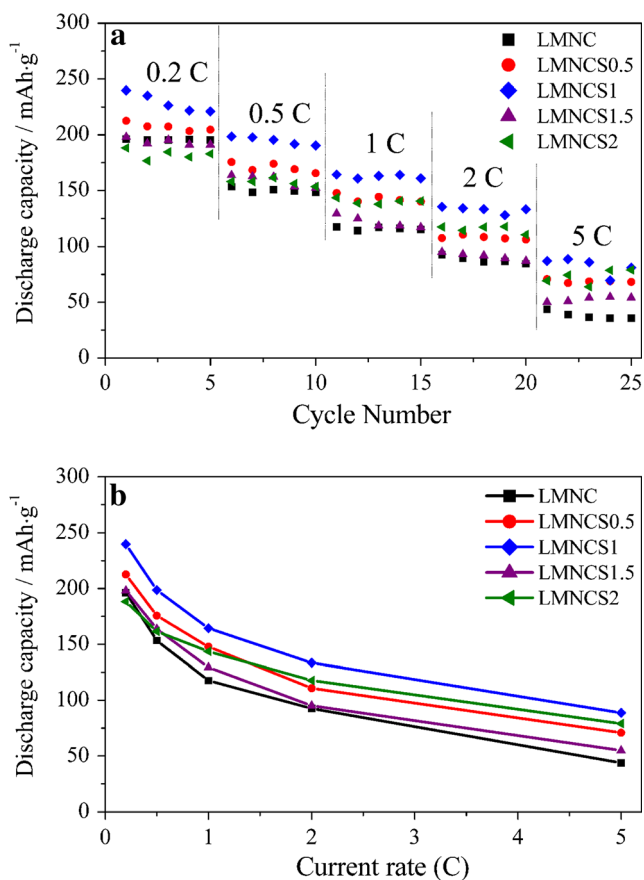 a
300
250
200
150
100
50
0
Discharge capacity / mAh·g⁻¹
0.2 C
0.5 C
1 C
2 C
5 C
LMNC
LMNCS0.5
LMNCS1
LMNCS1.5
LMNCS2
0 5 10 15 20 25
Cycle Number
b
300
250
200
150
100
50
0
Discharge capacity / mAh·g⁻¹
LMNC
LMNCS0.5
LMNCS1
LMNCS1.5
LMNCS2
0 1 2 3 4 5
Current rate (C)